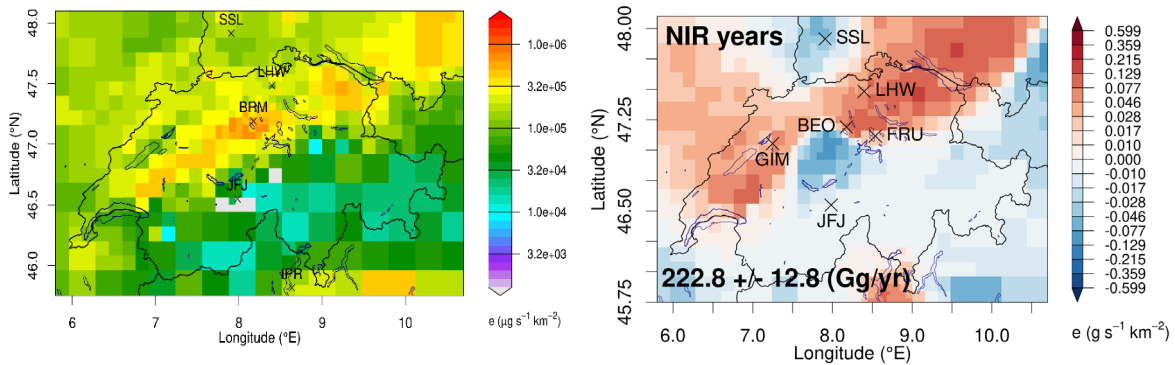 48.0
47.5
47.0
46.5
46.0
Latitude (°N)
SSL
LHW
BRM
JFJ
IPR
6 7 8 9 10
Longitude (°E)
1.0e+06
3.2e+05
1.0e+05
3.2e+04
1.0e+04
3.2e+03
e (μg s⁻¹ km⁻²)
48.00
47.25
46.50
45.75
Latitude (°N)
NIR years
SSL
LHW
BEO
FRU
GIM
JFJ
222.8 +/- 12.8 (Gg/yr)
6.0 7.0 8.0 9.0 10.0
Longitude (°E)
0.599
0.359
0.215
0.129
0.077
0.046
0.028
0.017
0.010
0.000
-0.010
-0.017
-0.028
-0.046
-0.077
-0.129
-0.215
-0.359
-0.599
e (g s⁻¹ km⁻²)